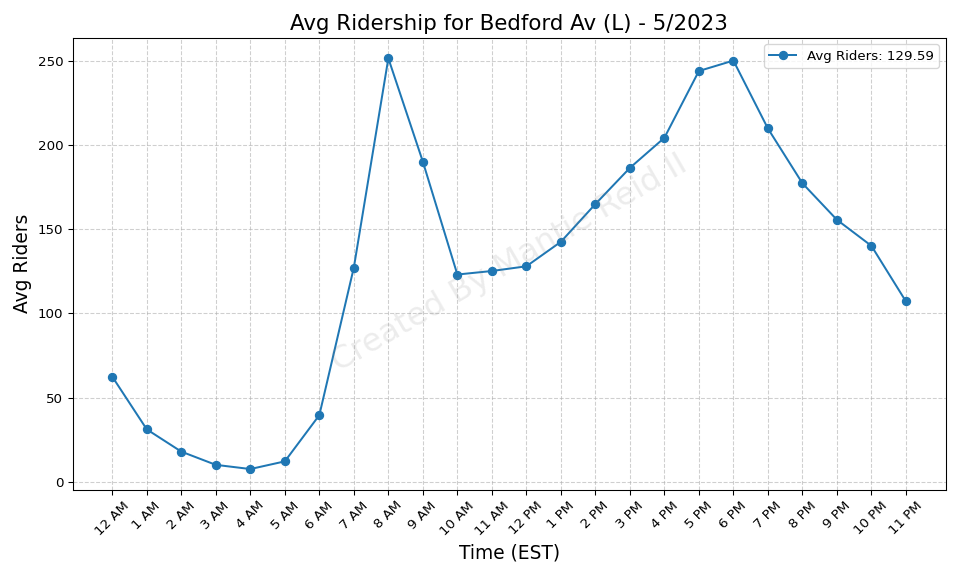 Avg Ridership for Bedford Av (L) - 5/2023
Avg Riders: 129.59
Avg Riders
250
200
150
100
50
0
Created By Mantis Reid II
12 AM
1 AM
2 AM
3 AM
4 AM
5 AM
6 AM
7 AM
8 AM
9 AM
10 AM
11 AM
12 PM
1 PM
2 PM
3 PM
4 PM
5 PM
6 PM
7 PM
8 PM
9 PM
10 PM
11 PM
Time (EST)